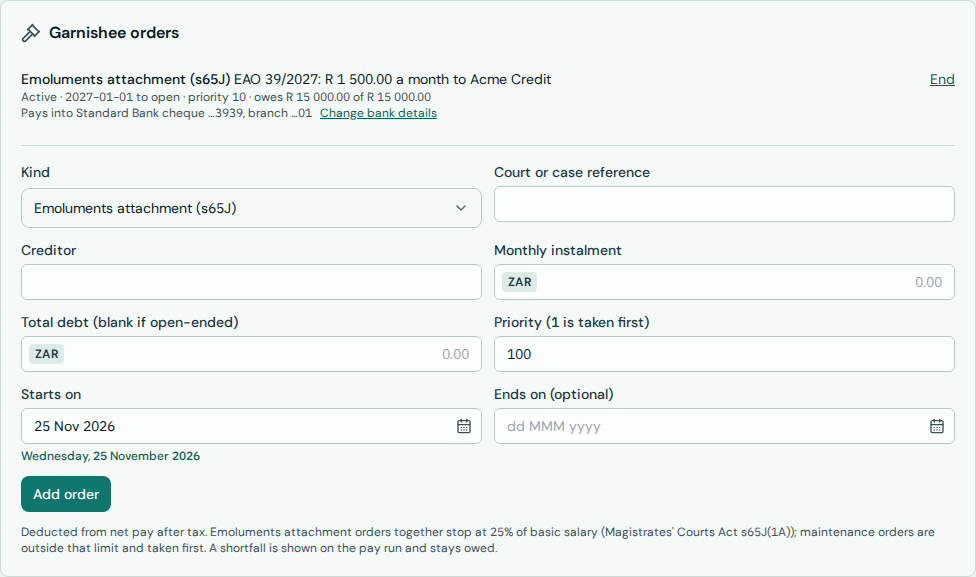 Garnishee orders
Emoluments attachment (s65J) EAO 39/2027: R 1 500.00 a month to Acme Credit
End
Active · 2027-01-01 to open · priority 10 · owes R 15 000.00 of R 15 000.00
Pays into Standard Bank cheque …3939, branch …01 Change bank details
Kind
Court or case reference
Emoluments attachment (s65J)
Creditor
Monthly instalment
ZAR 0.00
Total debt (blank if open-ended)
Priority (1 is taken first)
ZAR 0.00
100
Starts on
Ends on (optional)
25 Nov 2026
dd MMM yyyy
Wednesday, 25 November 2026
Add order
Deducted from net pay after tax. Emoluments attachment orders together stop at 25% of basic salary (Magistrates' Courts Act s65J(1A)); maintenance orders are
outside that limit and taken first. A shortfall is shown on the pay run and stays owed.